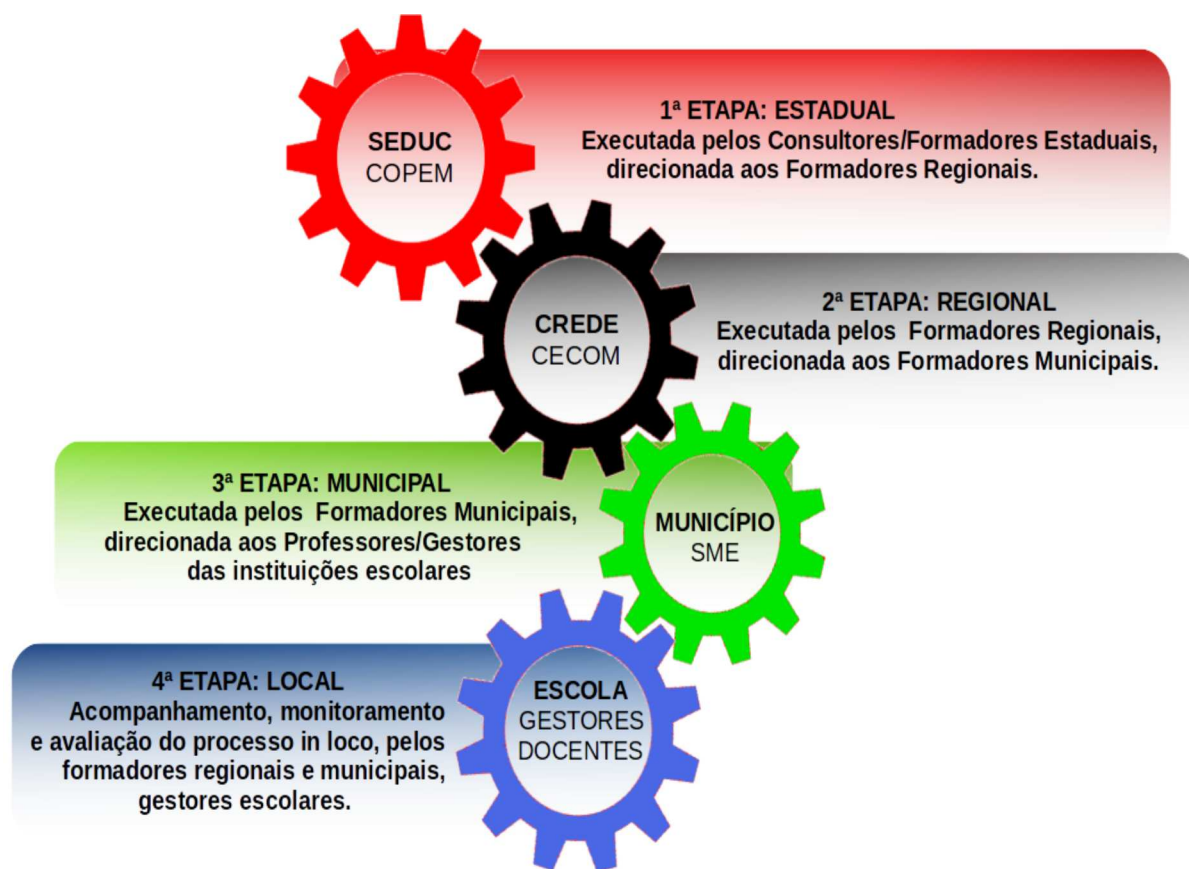 SEDUC
COPEM
1ª ETAPA: ESTADUAL
Executada pelos Consultores/Formadores Estaduais,
direcionada aos Formadores Regionais.
CREDE
CECOM
2ª ETAPA: REGIONAL
Executada pelos Formadores Regionais,
direcionada aos Formadores Municipais.
3ª ETAPA: MUNICIPAL
Executada pelos Formadores Municipais,
direcionada aos Professores/Gestores
das instituições escolares
MUNICÍPIO
SME
4ª ETAPA: LOCAL
Acompanhamento, monitoramento
e avaliação do processo in loco, pelos
formadores regionais e municipais,
gestores escolares.
ESCOLA
GESTORES
DOCENTES